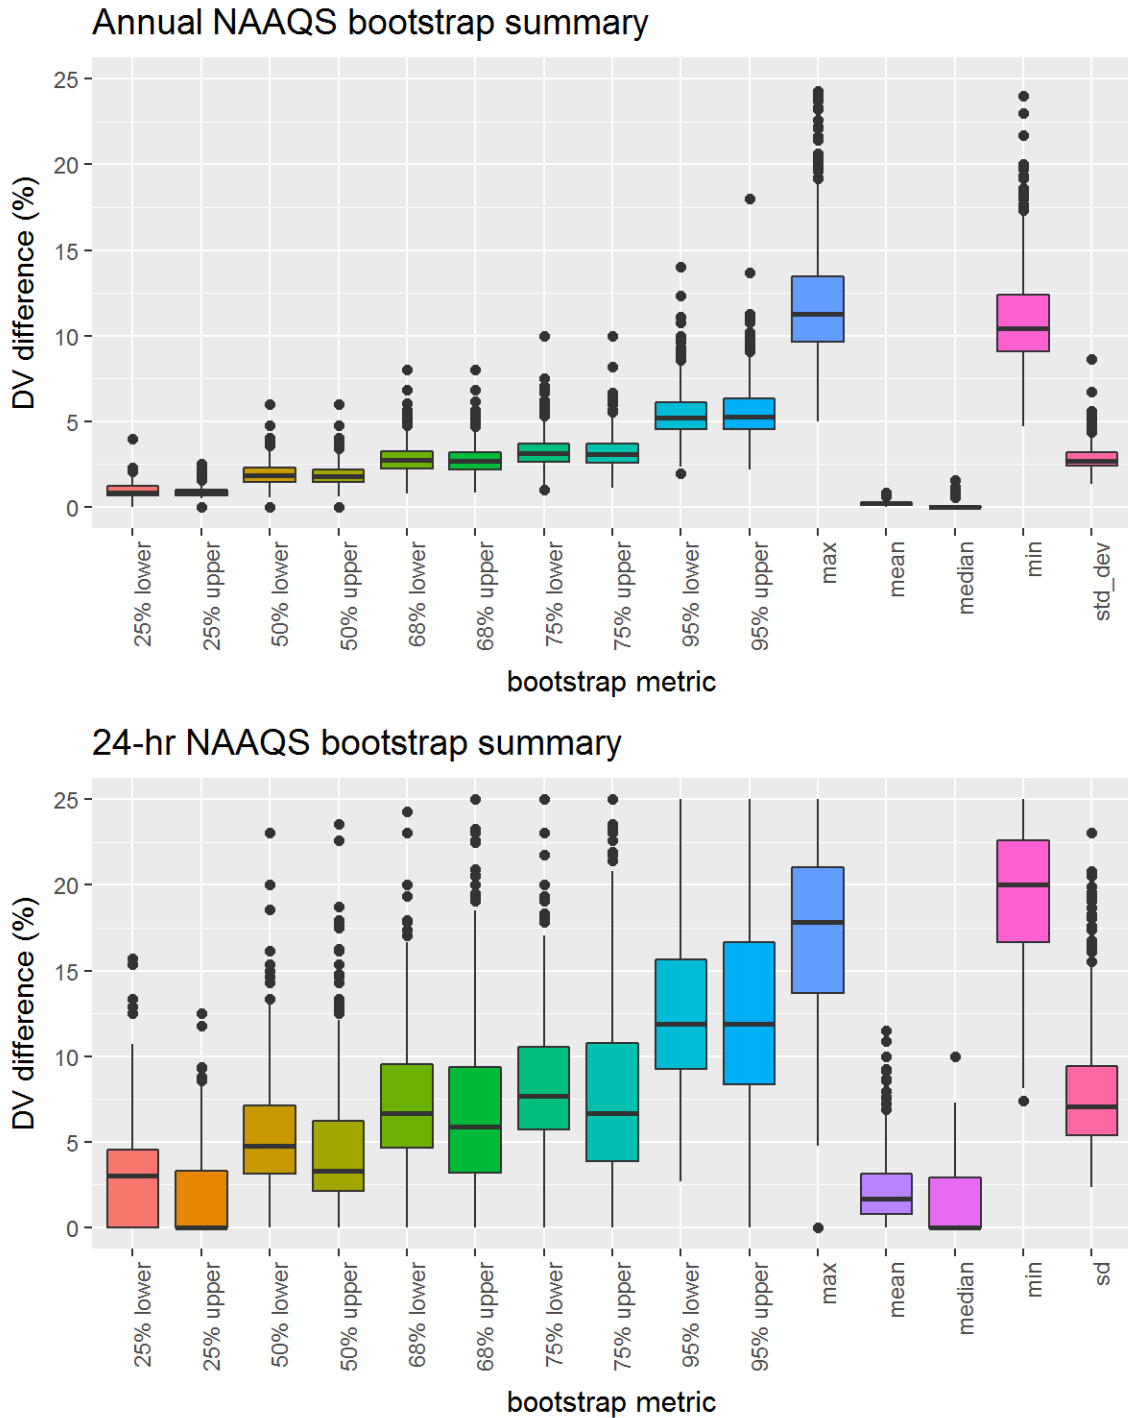 Annual NAAQS bootstrap summary
25
20
15
10
5
0
DV difference (%)
25% lower
25% upper
50% lower
50% upper
68% lower
68% upper
75% lower
75% upper
95% lower
95% upper
max
mean
median
min
std_dev
bootstrap metric
24-hr NAAQS bootstrap summary
25
20
15
10
5
0
DV difference (%)
25% lower
25% upper
50% lower
50% upper
68% lower
68% upper
75% lower
75% upper
95% lower
95% upper
max
mean
median
min
sd
bootstrap metric